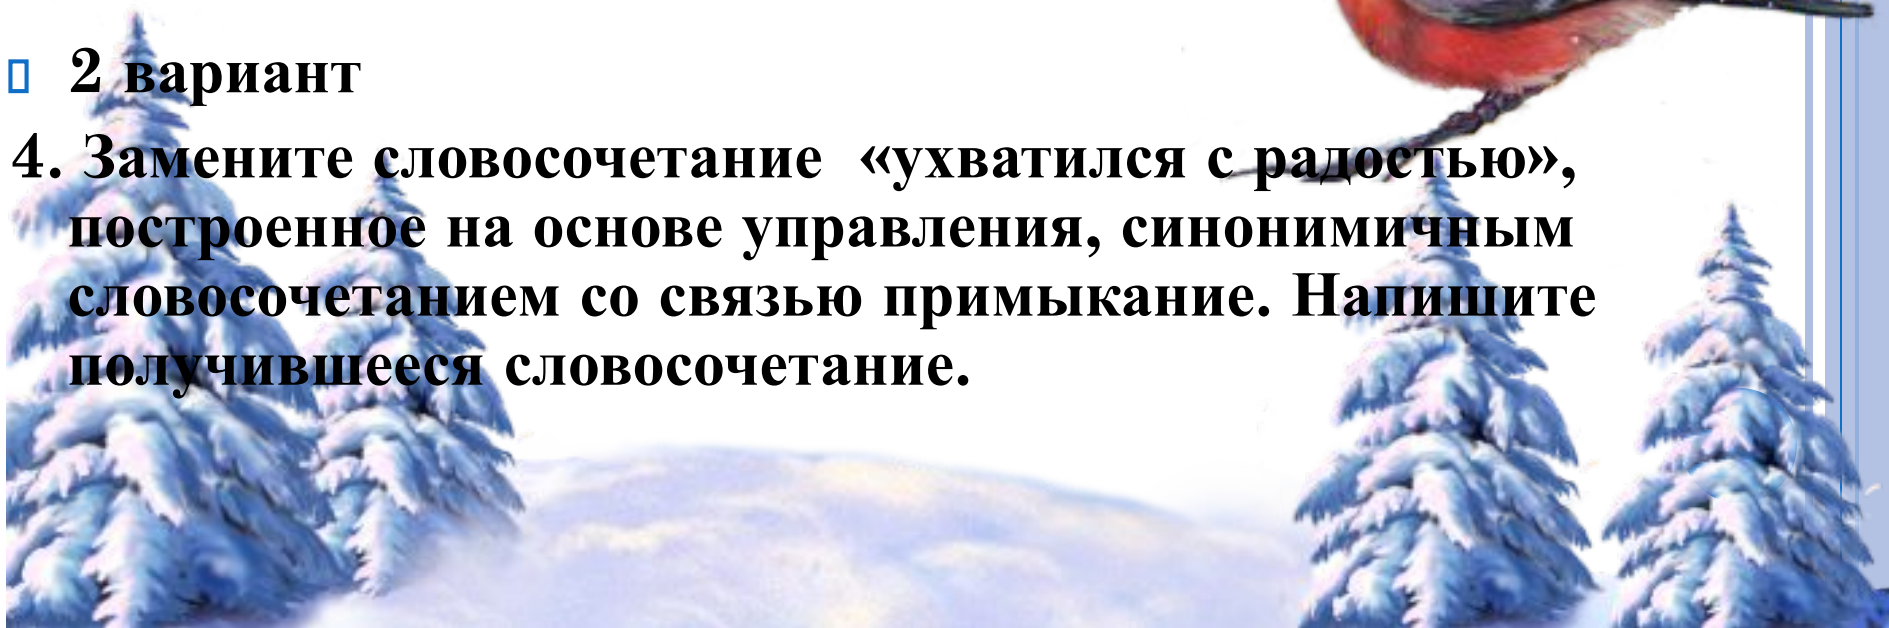 2 вариант
4. Замените словосочетание «ухватился с радостью»,
построенное на основе управления, синонимичным
словосочетанием со связью примыкание. Напишите
получившееся словосочетание.